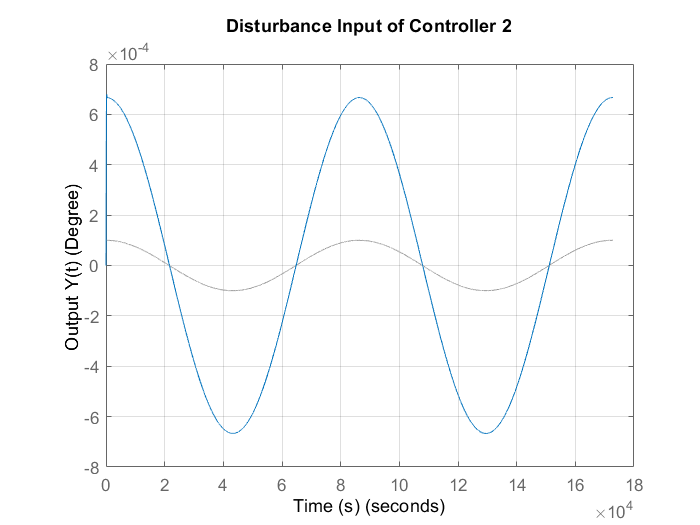 Disturbance Input of Controller 2
×10⁻⁴
8
6
4
2
0
-2
-4
-6
-8
Output Y(t) (Degree)
0 2 4 6 8 10 12 14 16 18
Time (s) (seconds)
×10⁴